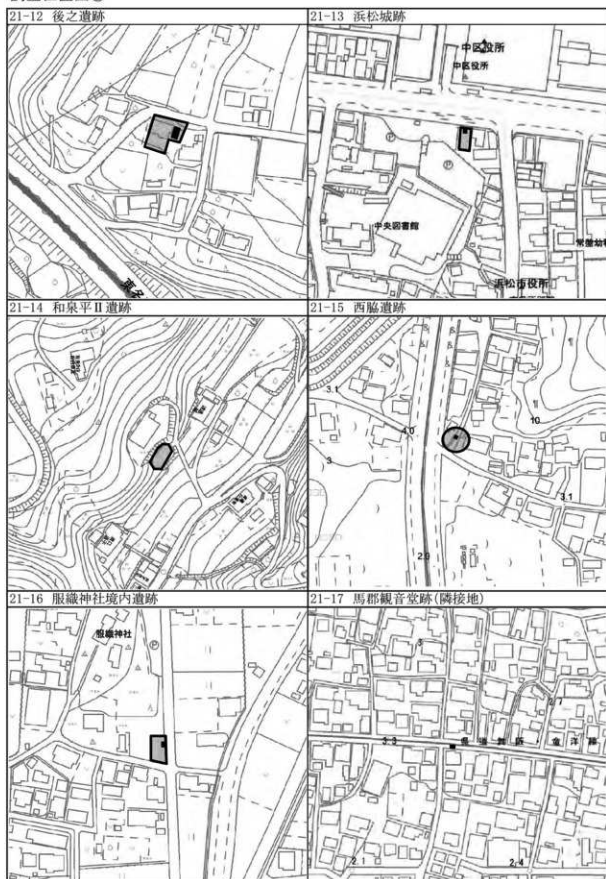 21-12 後之遺跡
21-13 浜松城跡
中区役所
中区役所
中央図書館
浜松市役所
東名
21-14 和泉平Ⅱ遺跡
21-15 西脇遺跡
3.1
4.0
3
10
3.1
2.0
21-16 服織神社境内遺跡
服織神社
21-17 馬郡観音堂跡(隣接地)
3
3.3
2.1
2.4